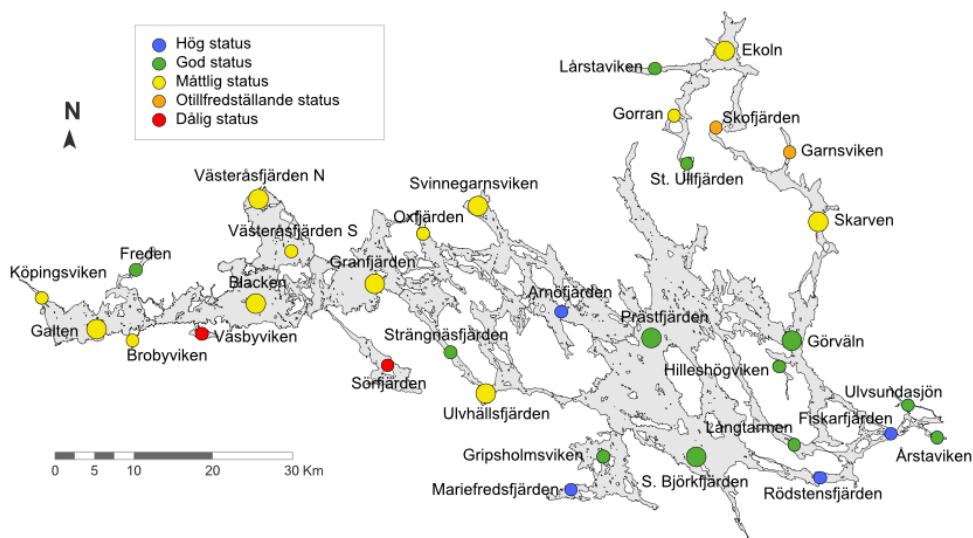 Hög status
God status
Måttlig status
Otillfredställande status
Dålig status
N
Ekoln
Lårstaviken
Gorran
Skofjärden
Garnsviken
St. Ullfjärden
Västeråsfjärden N
Svinnegarnsviken
Skarven
Oxfjärden
Västeråsfjärden S
Freden
Granfjärden
Köpingsviken
Blacken
Arnöfjärden
Prästfjärden
Galten
Väsbyviken
Strängnäsfjärden
Görväln
Brobyviken
Hilleshögviken
Sörfjärden
Ulvsundasjön
Ulvhällsfjärden
Fiskarfjärden
Långtarmen
Årstaviken
Gripsholmsviken
S. Björkfjärden
Mariefredsfjärden
Rödstensfjärden
0 5 10 20 30 Km